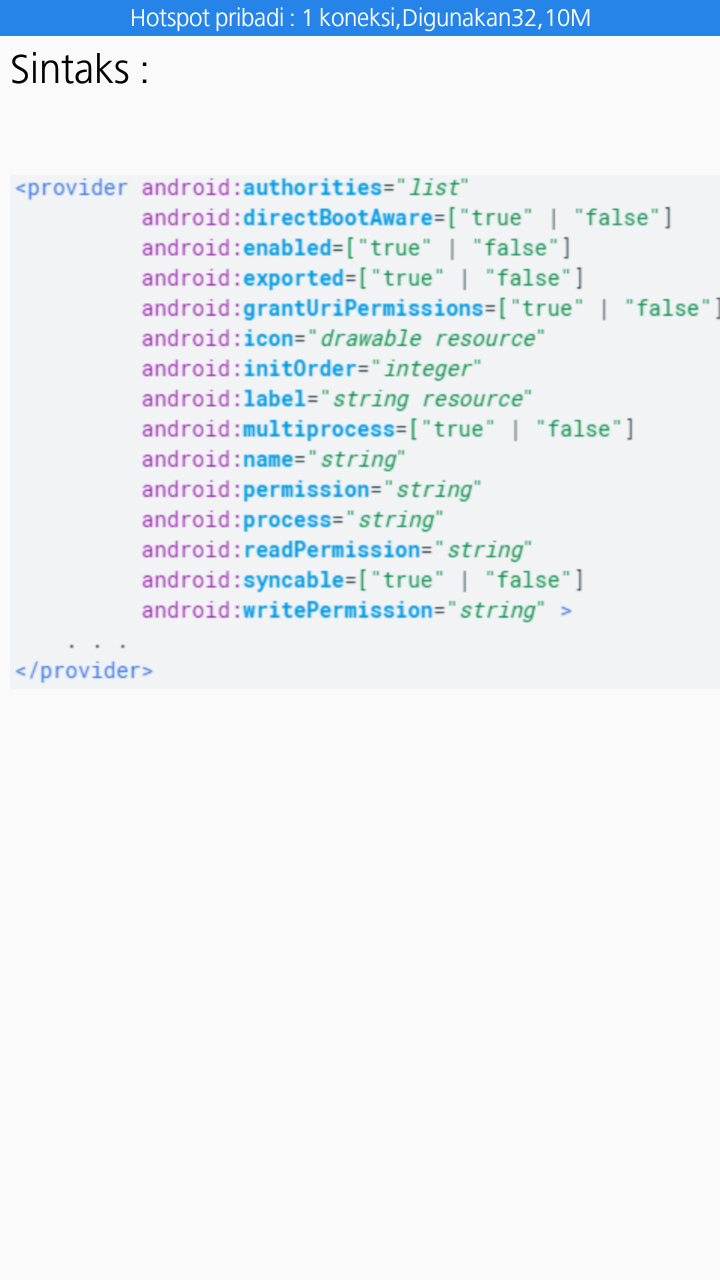 Hotspot pribadi : 1 koneksi,Digunakan32,10M
Sintaks :
<provider android:authorities="list"
android:directBootAware=["true" | "false"]
android:enabled=["true" | "false"]
android:exported=["true" | "false"]
android:grantUriPermissions=["true" | "false"]
android:icon="drawable resource"
android:initOrder="integer"
android:label="string resource"
android:multiprocess=["true" | "false"]
android:name="string"
android:permission="string"
android:process="string"
android:readPermission="string"
android:syncable=["true" | "false"]
android:writePermission="string" >
. . .
</provider>